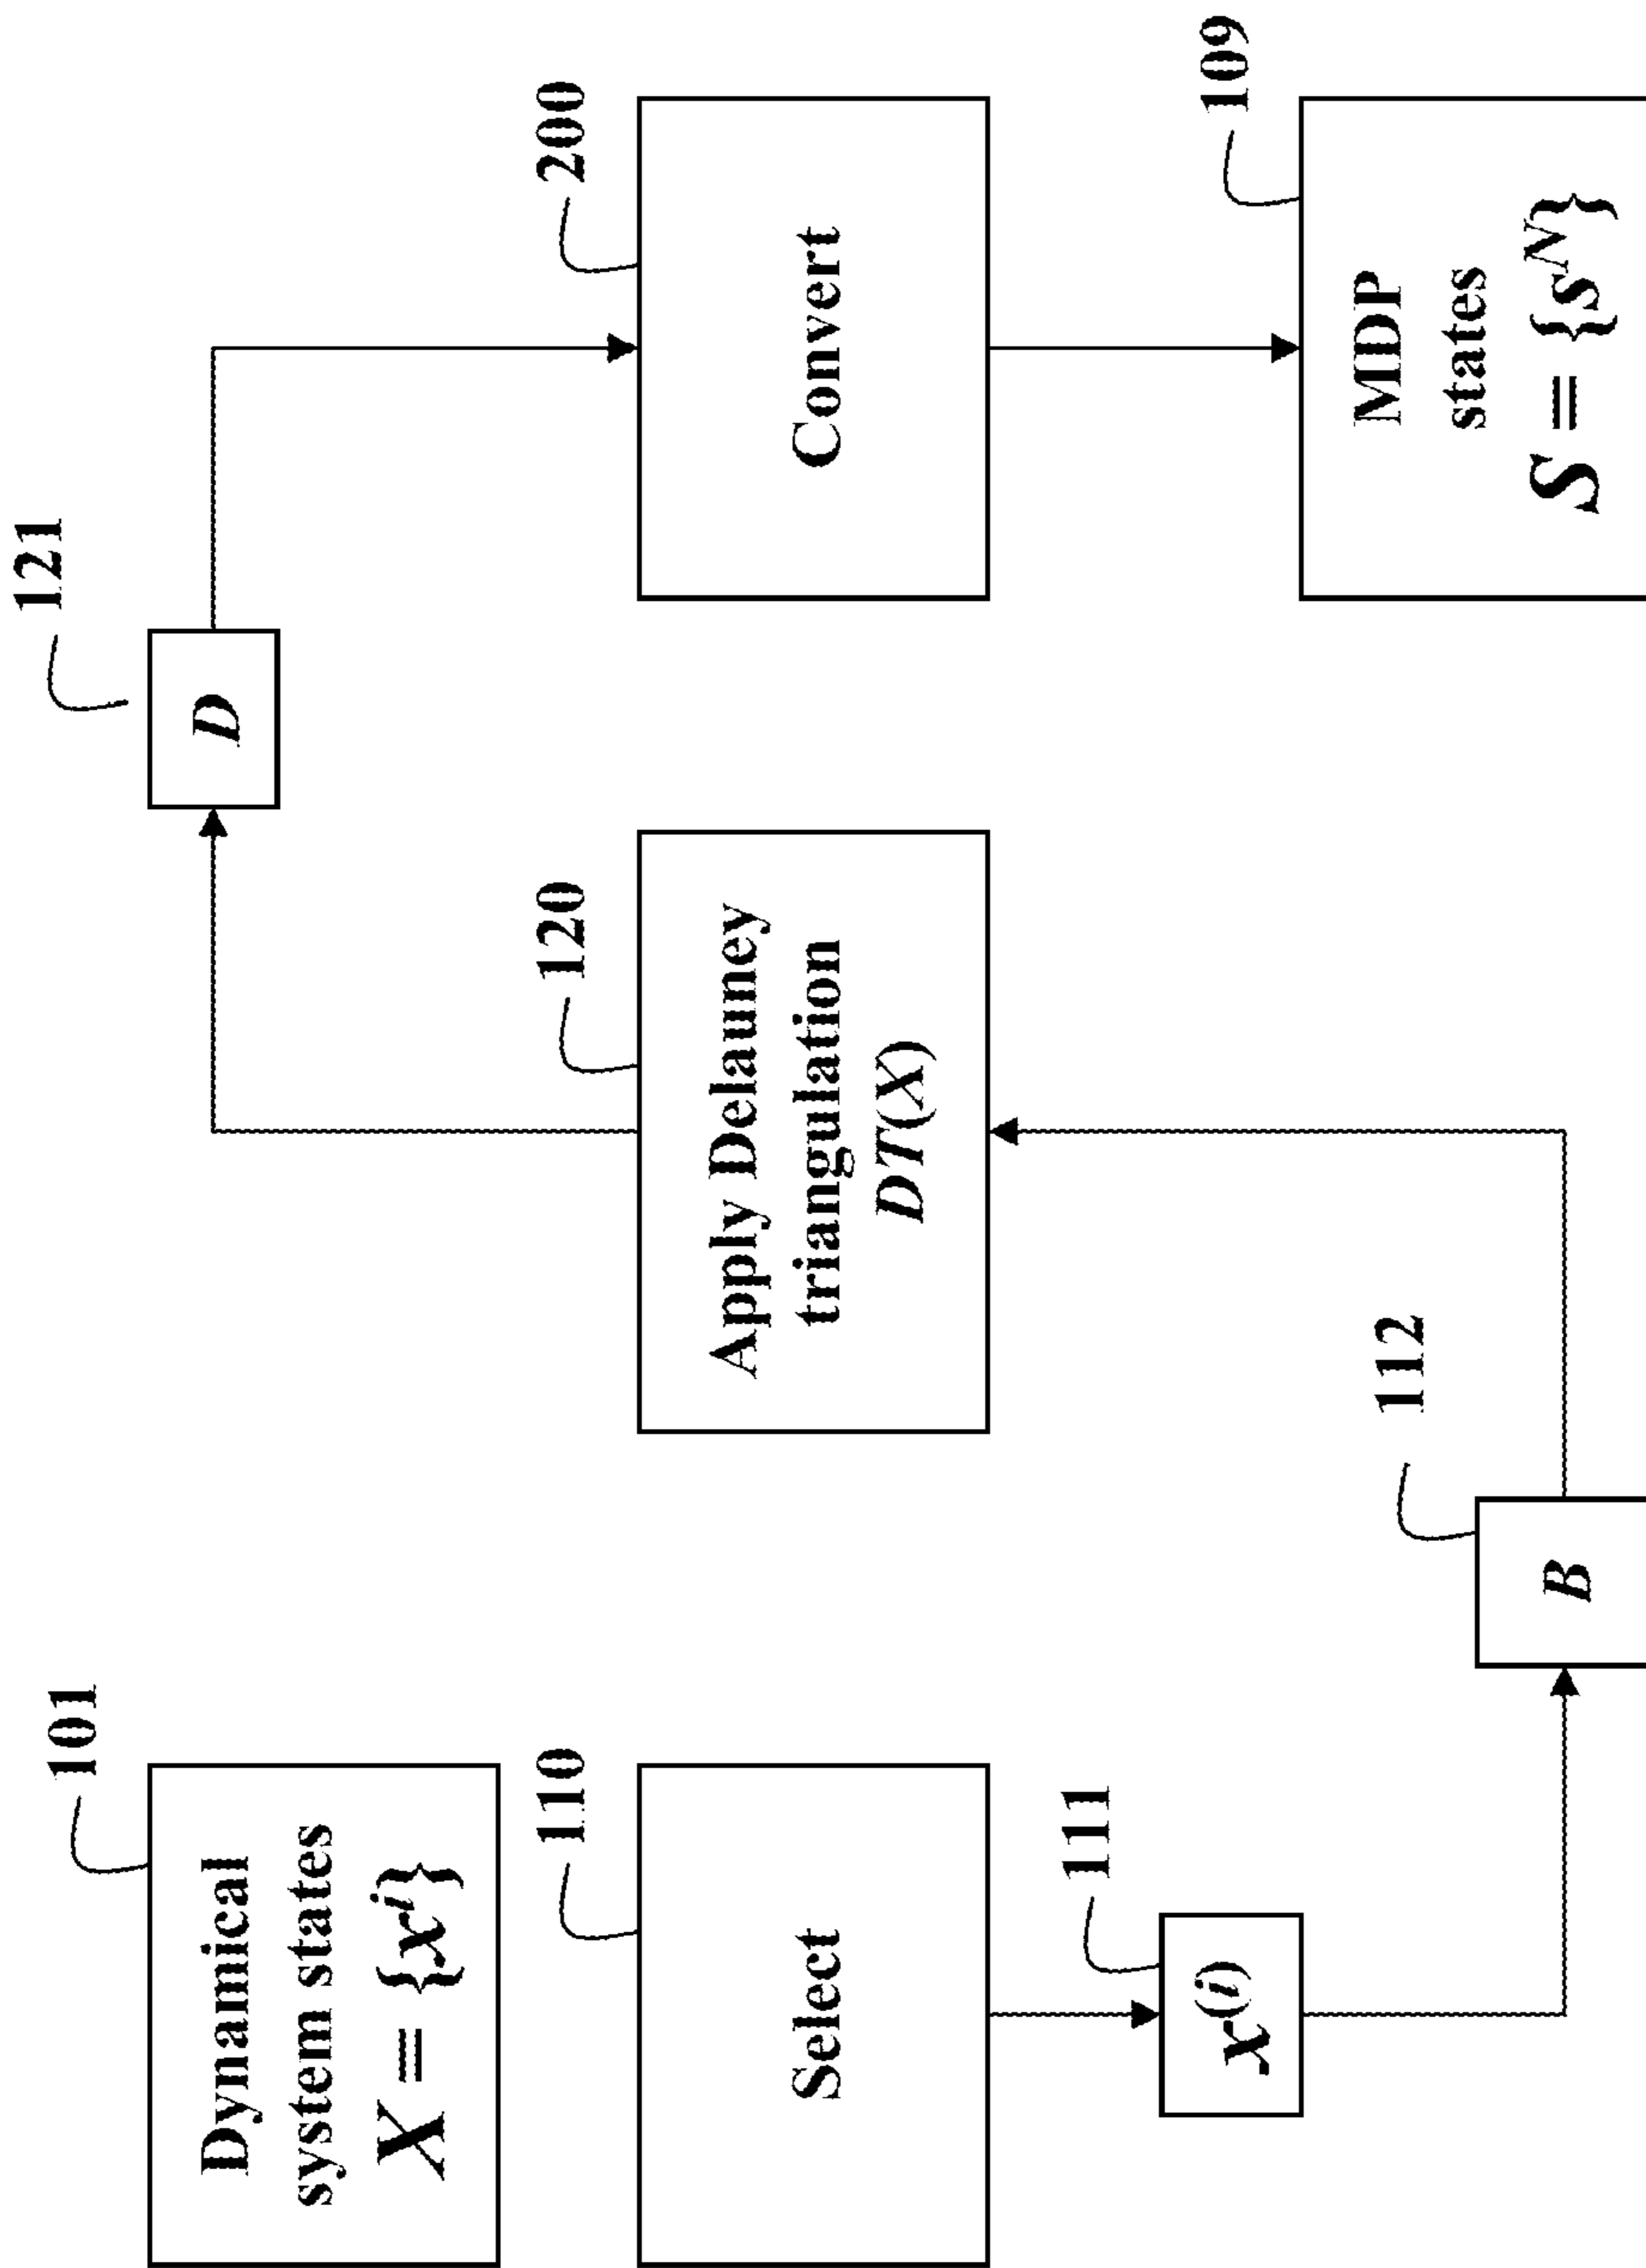 101
Dynamical
system states
X = {x^i}
110
Select
111
x^(i)
112
B
120
Apply Delauney
triangulation
DT(X)
121
D
200
Convert
109
MDP
states
S = {s^N}